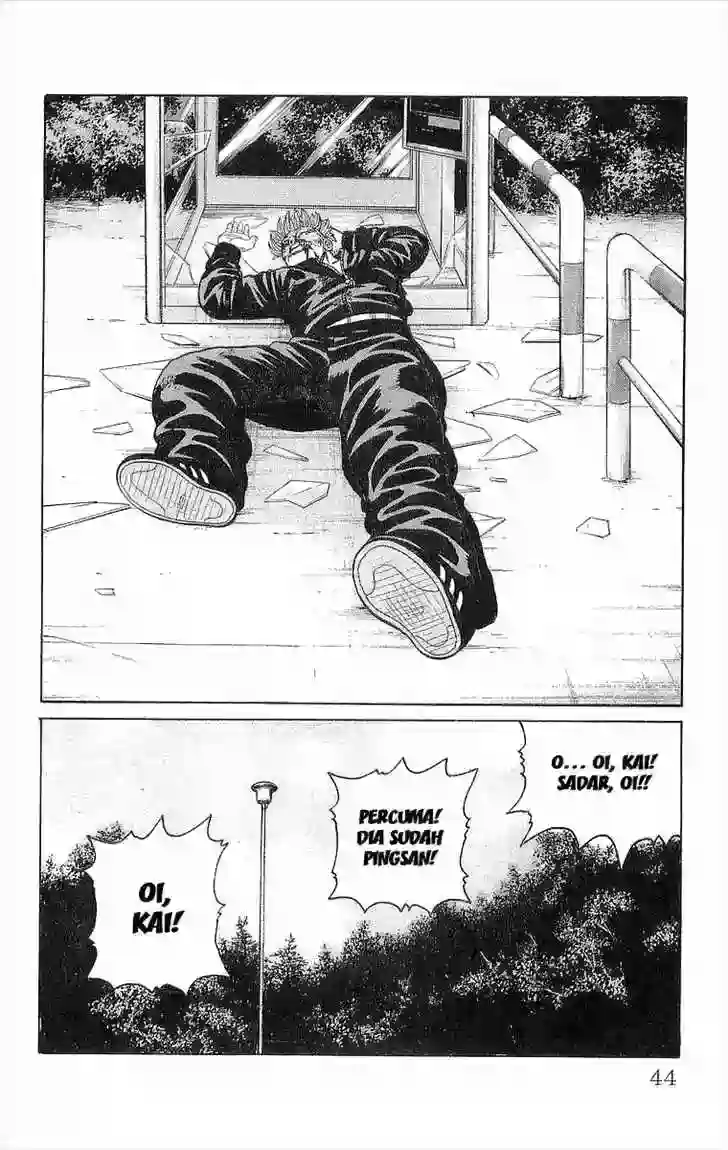 O... OI, KAI!
SADAR, OI!!
PERCUMA!
DIA SUDAH
PINGSAN!
OI,
KAI!
44